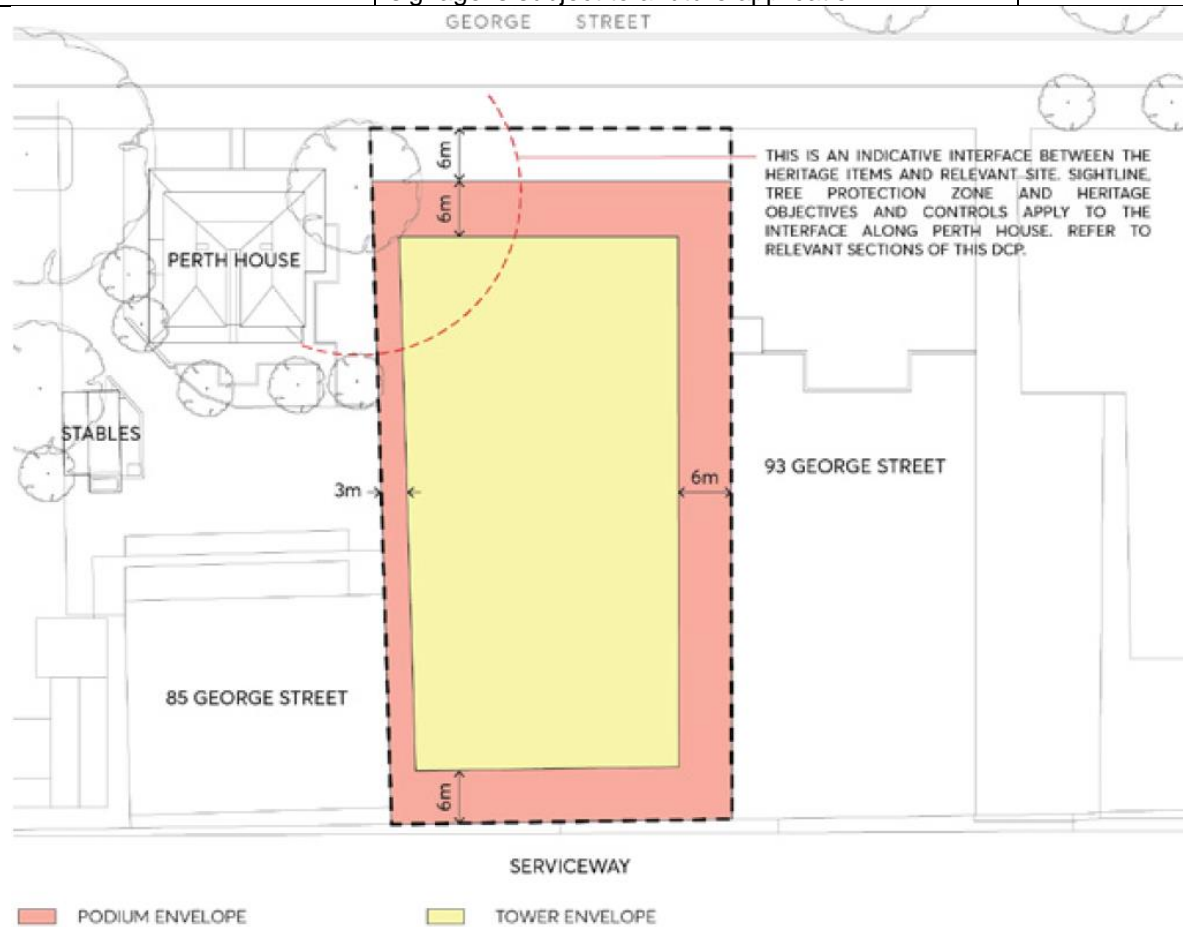 GEORGE STREET
6m
THIS IS AN INDICATIVE INTERFACE BETWEEN THE
HERITAGE ITEMS AND RELEVANT SITE. SIGHTLINE,
TREE PROTECTION ZONE AND HERITAGE
OBJECTIVES AND CONTROLS APPLY TO THE
INTERFACE ALONG PERTH HOUSE. REFER TO
RELEVANT SECTIONS OF THIS DCP.
6m
PERTH HOUSE
STABLES
93 GEORGE STREET
3m
6m
85 GEORGE STREET
6m
SERVICEWAY
PODIUM ENVELOPE
TOWER ENVELOPE